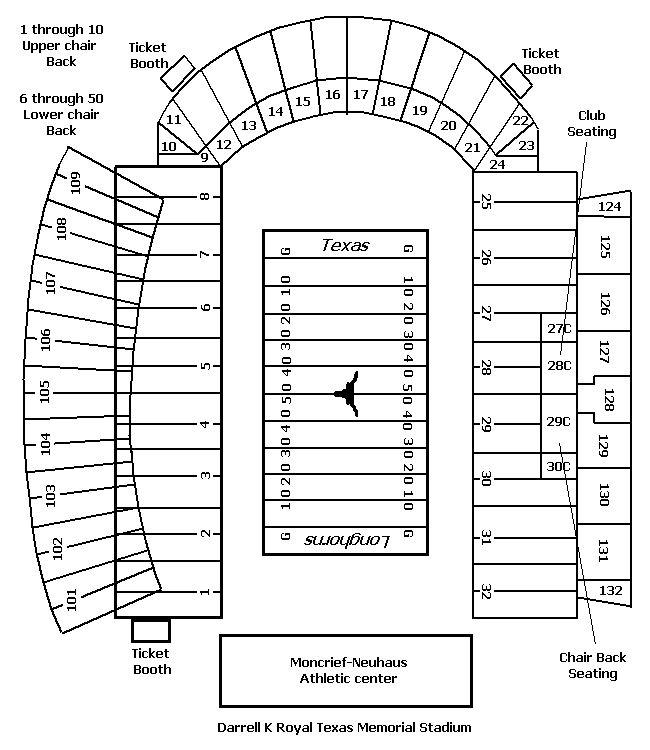 1 through 10
Upper chair
Back
6 through 50
Lower chair
Back
Ticket
Booth
Ticket
Booth
Club
Seating
9
10
11
12
13
14
15
16
17
18
19
20
21
22
23
24
109
108
107
106
105
104
103
102
101
8
7
6
5
4
3
2
1
G Texas G
10 10
20 20
30 30
40 40
50 50
40 40
30 30
20 20
10 10
G Longhorns G
25
26
27
28
29
30
31
32
27C
28C
29C
30C
124
125
126
127
128
129
130
131
132
Ticket
Booth
Chair Back
Seating
Moncrief-Neuhaus
Athletic center
Darrell K Royal Texas Memorial Stadium